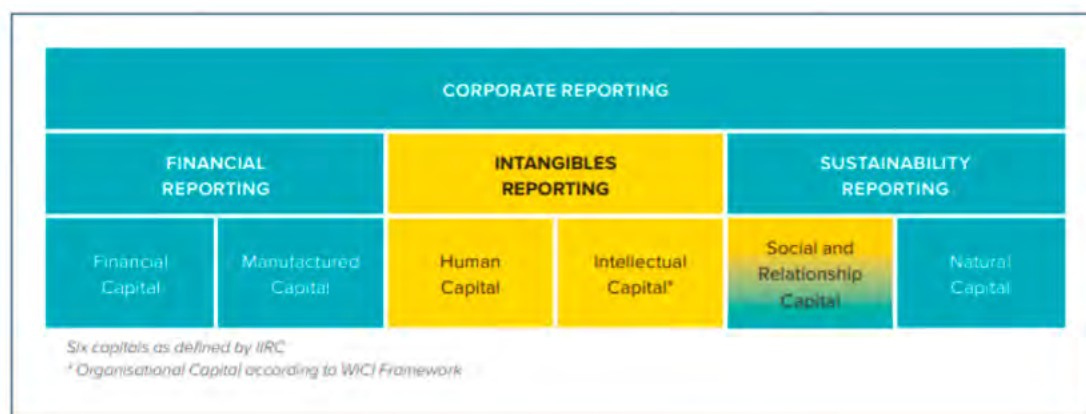 CORPORATE REPORTING
FINANCIAL
REPORTING
INTANGIBLES
REPORTING
SUSTAINABILITY
REPORTING
Financial
Capital
Manufactured
Capital
Human
Capital
Intellectual
Capital*
Social and
Relationship
Capital
Natural
Capital
Six capitals as defined by IIRC
* Organisational Capital according to WICI Framework